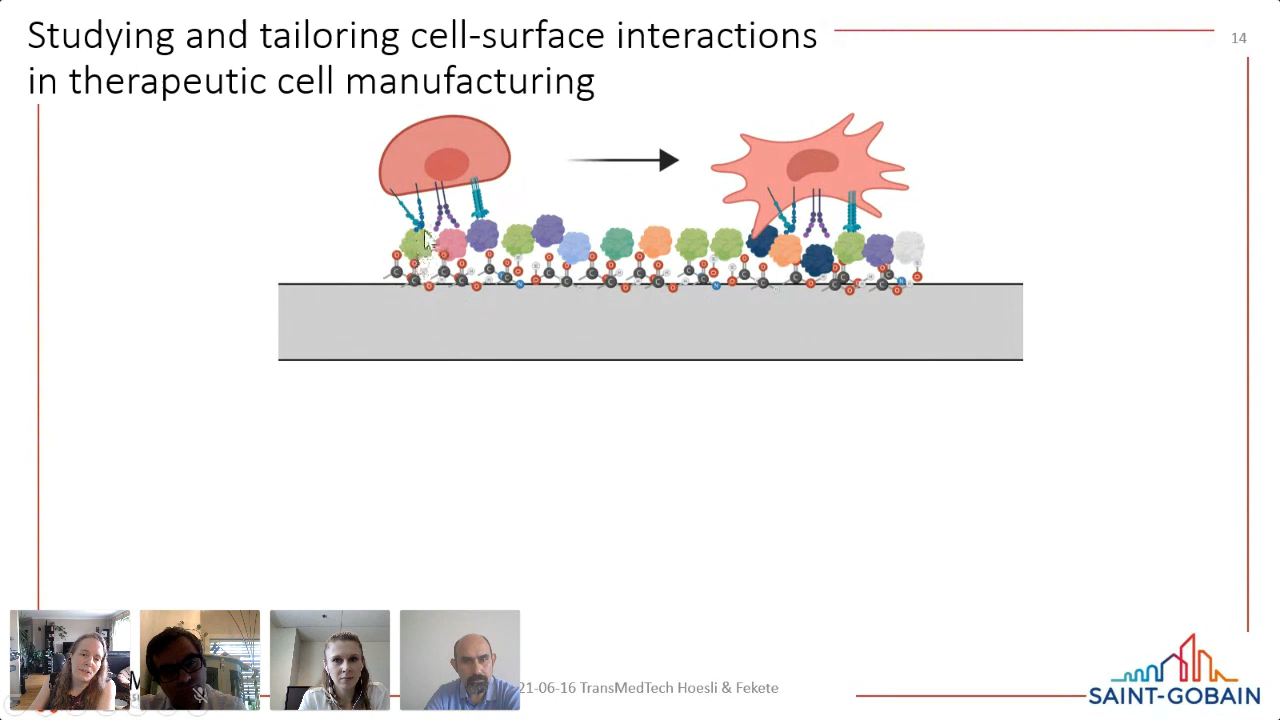 Studying and tailoring cell-surface interactions
in therapeutic cell manufacturing
14
21-06-16 TransMedTech Hoesli & Fekete
SAINT-GOBAIN